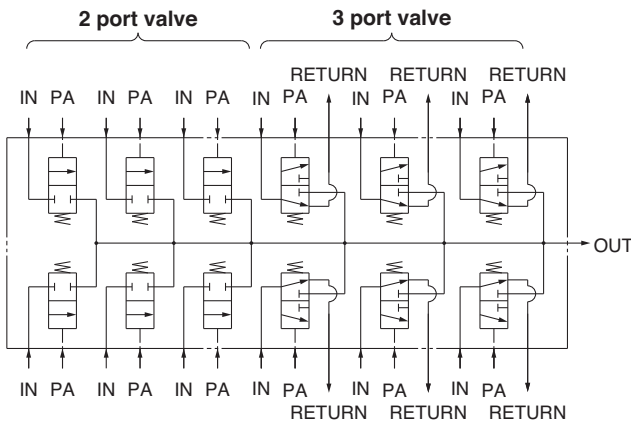 2 port valve 3 port valve
RETURN RETURN RETURN
IN PA IN PA IN PA IN PA IN PA IN PA
OUT
IN PA IN PA IN PA IN PA IN PA IN PA
RETURN RETURN RETURN